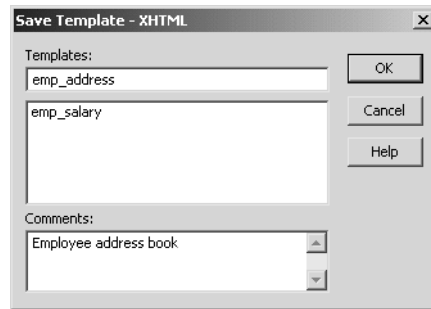 Save Template - XHTML
Templates:
emp_address
OK
emp_salary
Cancel
Help
Comments:
Employee address book